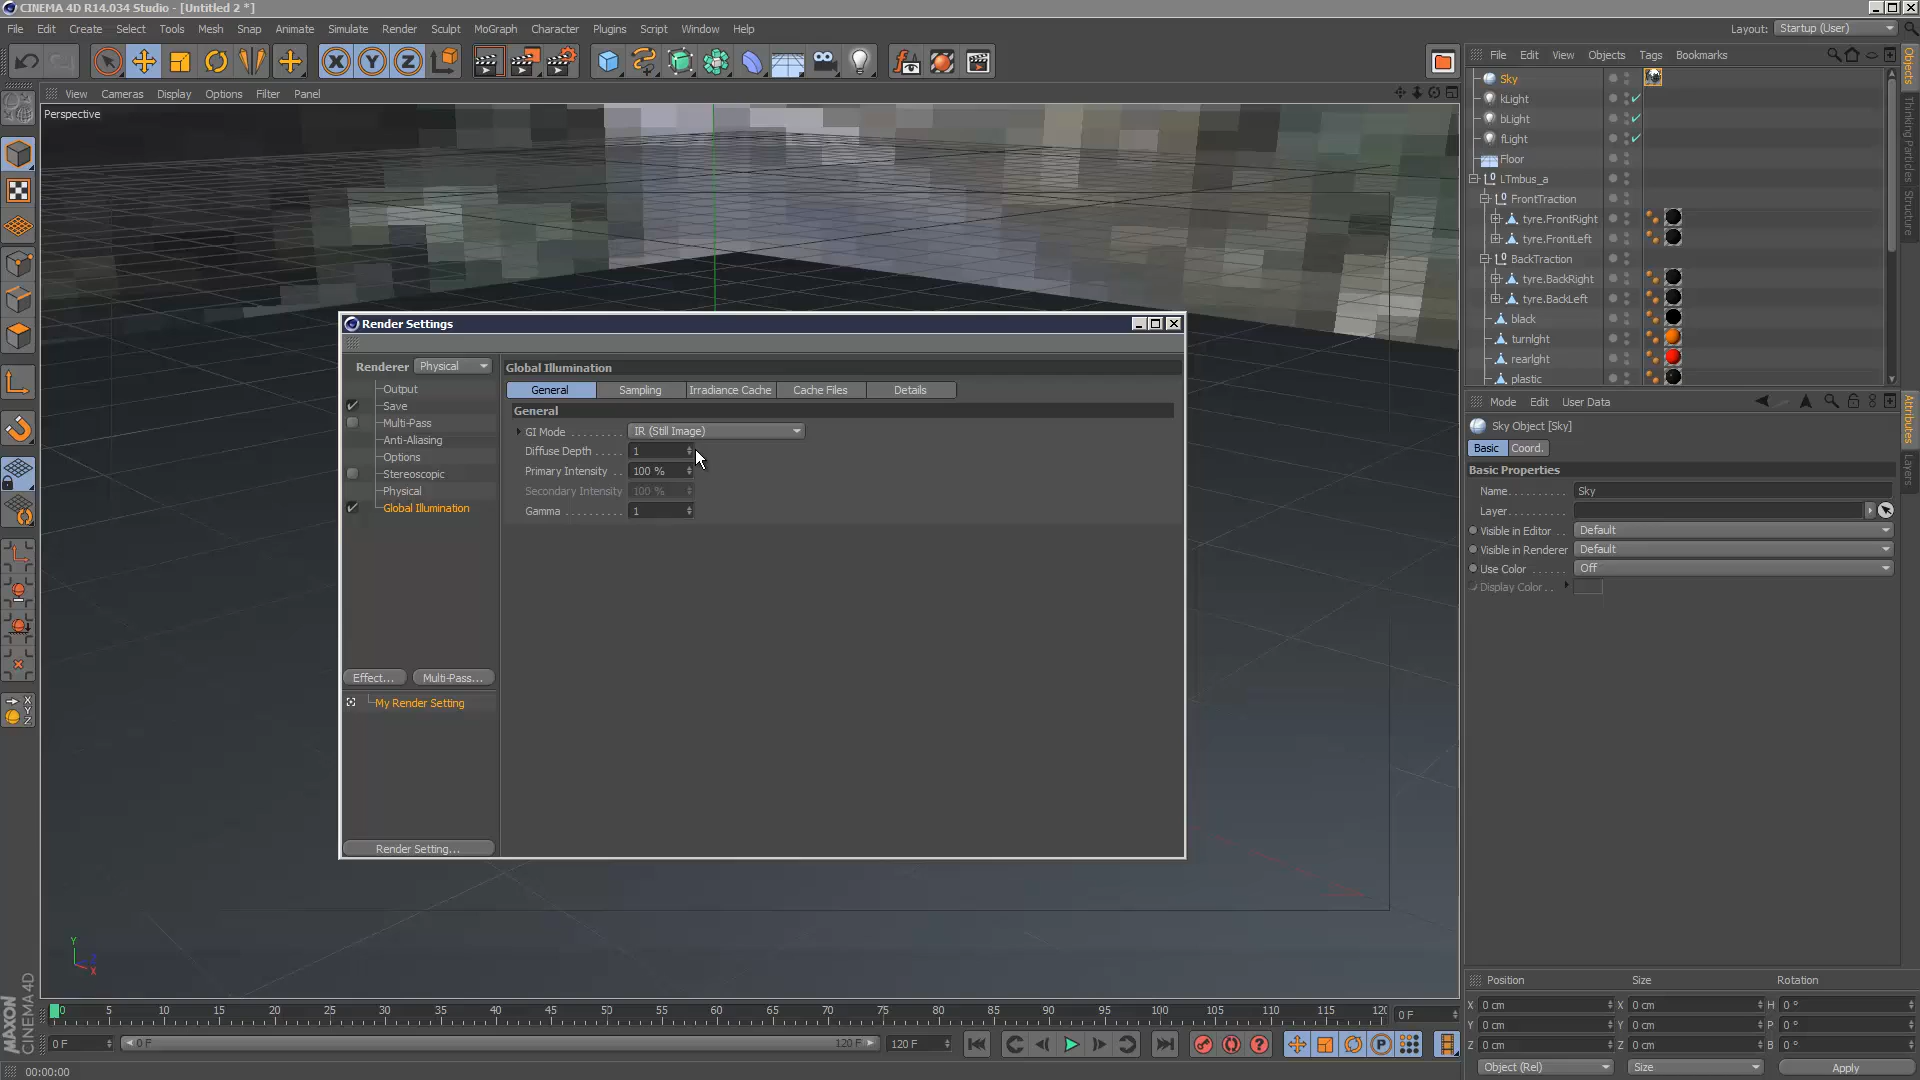 CINEMA 4D R14.034 Studio - [Untitled 2 *]
File Edit Create Select Tools Mesh Snap Animate Simulate Render Sculpt MoGraph Character Plugins Script Window Help
Layout: Startup (User)
View Cameras Display Options Filter Panel
Perspective
File Edit View Objects Tags Bookmarks
Sky
kLight
bLight
fLight
Floor
LTmbus_a
FrontTraction
tyre.FrontRight
tyre.FrontLeft
BackTraction
tyre.BackRight
tyre.BackLeft
black
turnlght
rearlght
plastic
Objects
Thinking Particles
Structure
Render Settings
Renderer Physical
Output
Save
Multi-Pass
Anti-Aliasing
Options
Stereoscopic
Physical
Global Illumination
Effect... Multi-Pass...
My Render Setting
Render Setting...
Global Illumination
General Sampling Irradiance Cache Cache Files Details
General
GI Mode ........ IR (Still Image)
Diffuse Depth ..... 1
Primary Intensity .. 100 %
Secondary Intensity 100 %
Gamma ......... 1
Mode Edit User Data
Sky Object [Sky]
Basic Coord.
Basic Properties
Name.......... Sky
Layer..........
Visible in Editor .. Default
Visible in Renderer Default
Use Color ...... Off
Display Color..
Attributes
Layers
Y
Z
X
0 5 10 15 20 25 30 35 40 45 50 55 60 65 70 75 80 85 90 95 100 105 110 115 120 0 F
0 F 0 F 120 F 120 F
MAXON
CINEMA 4D
00:00:00
Position Size Rotation
X 0 cm X 0 cm H 0 °
Y 0 cm Y 0 cm P 0 °
Z 0 cm Z 0 cm B 0 °
Object (Rel) Size Apply